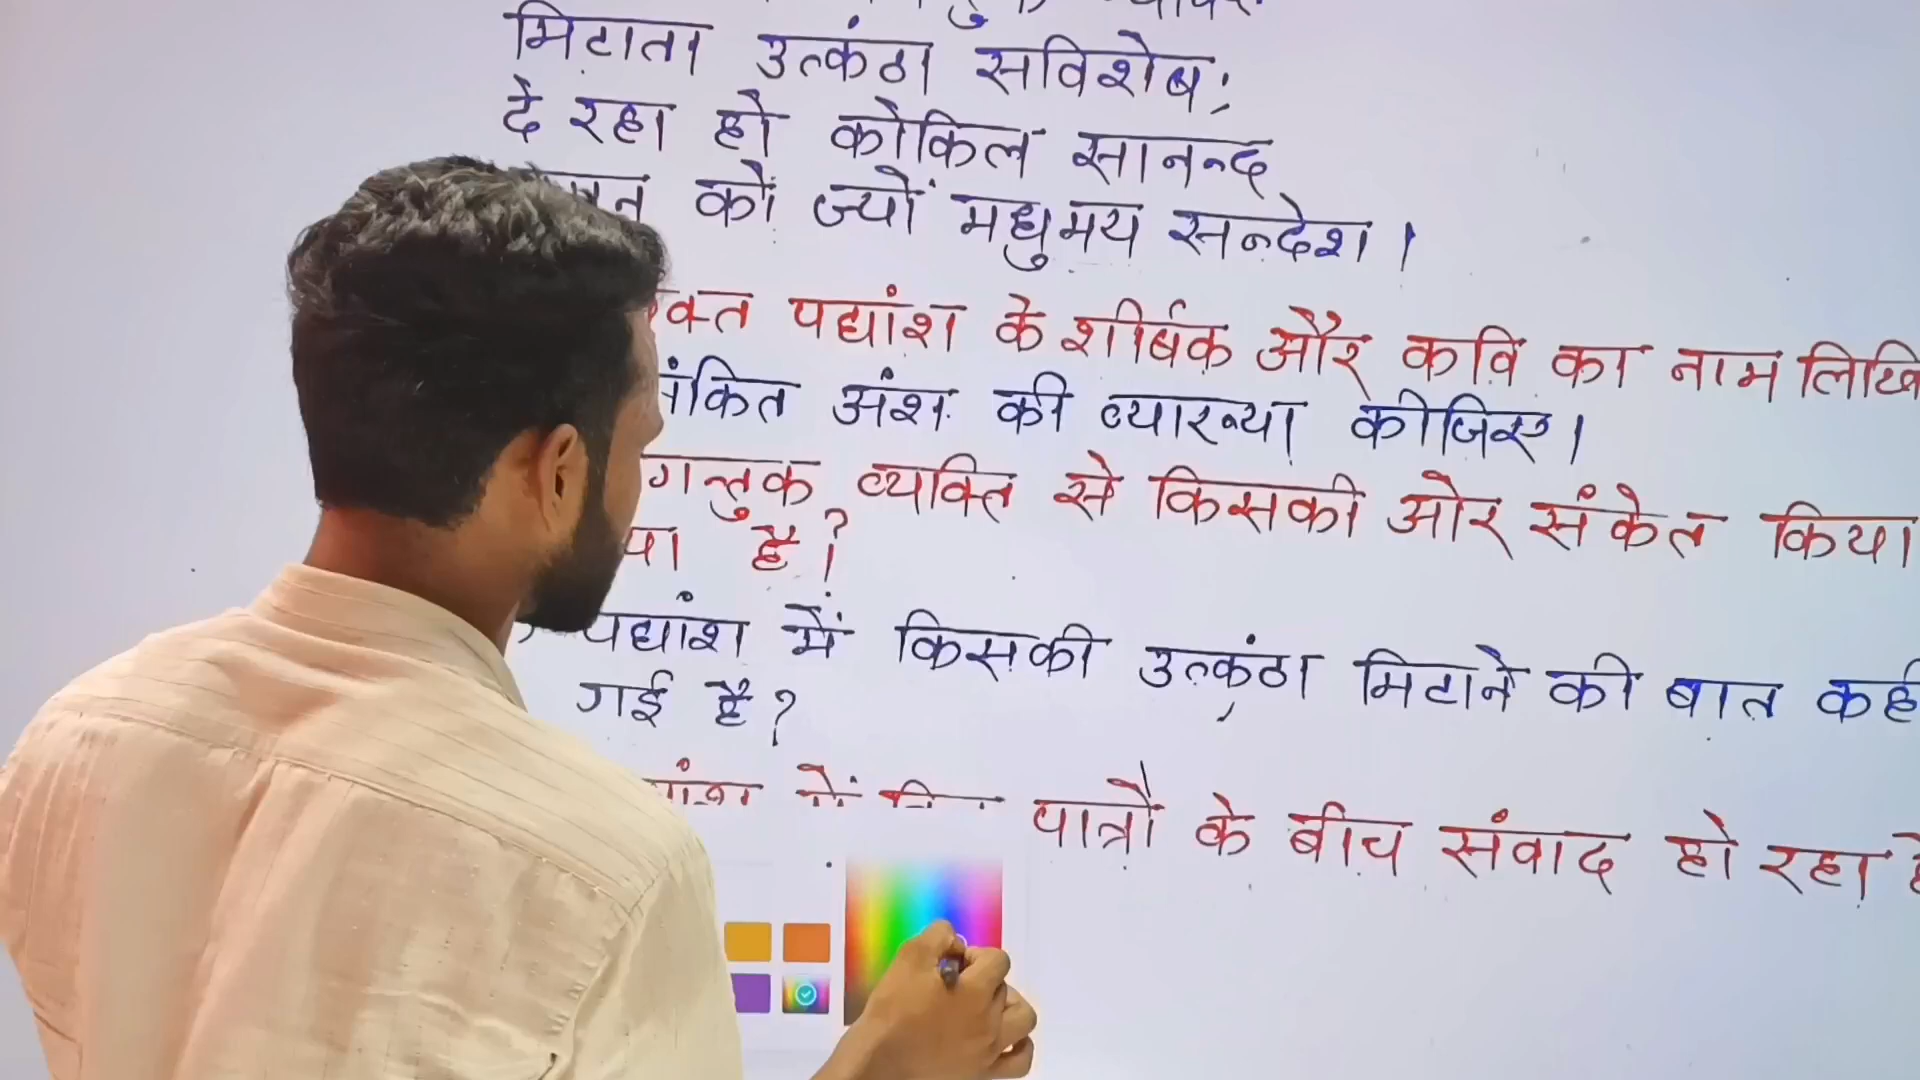 मिटाता उत्कंठा सविशेष;
दे रहा हो कोकिल सानन्द
को ज्यों मधुमय सन्देश।
पद्यांश के शीर्षक और कवि का नाम
अंश की व्याख्या कीजिए।
व्यक्ति से किसकी ओर संकेत किया
है?
पद्यांश में किसकी उत्कंठा मिटाने की बात
गई है?
में पात्रों के बीच संवाद हो रहा